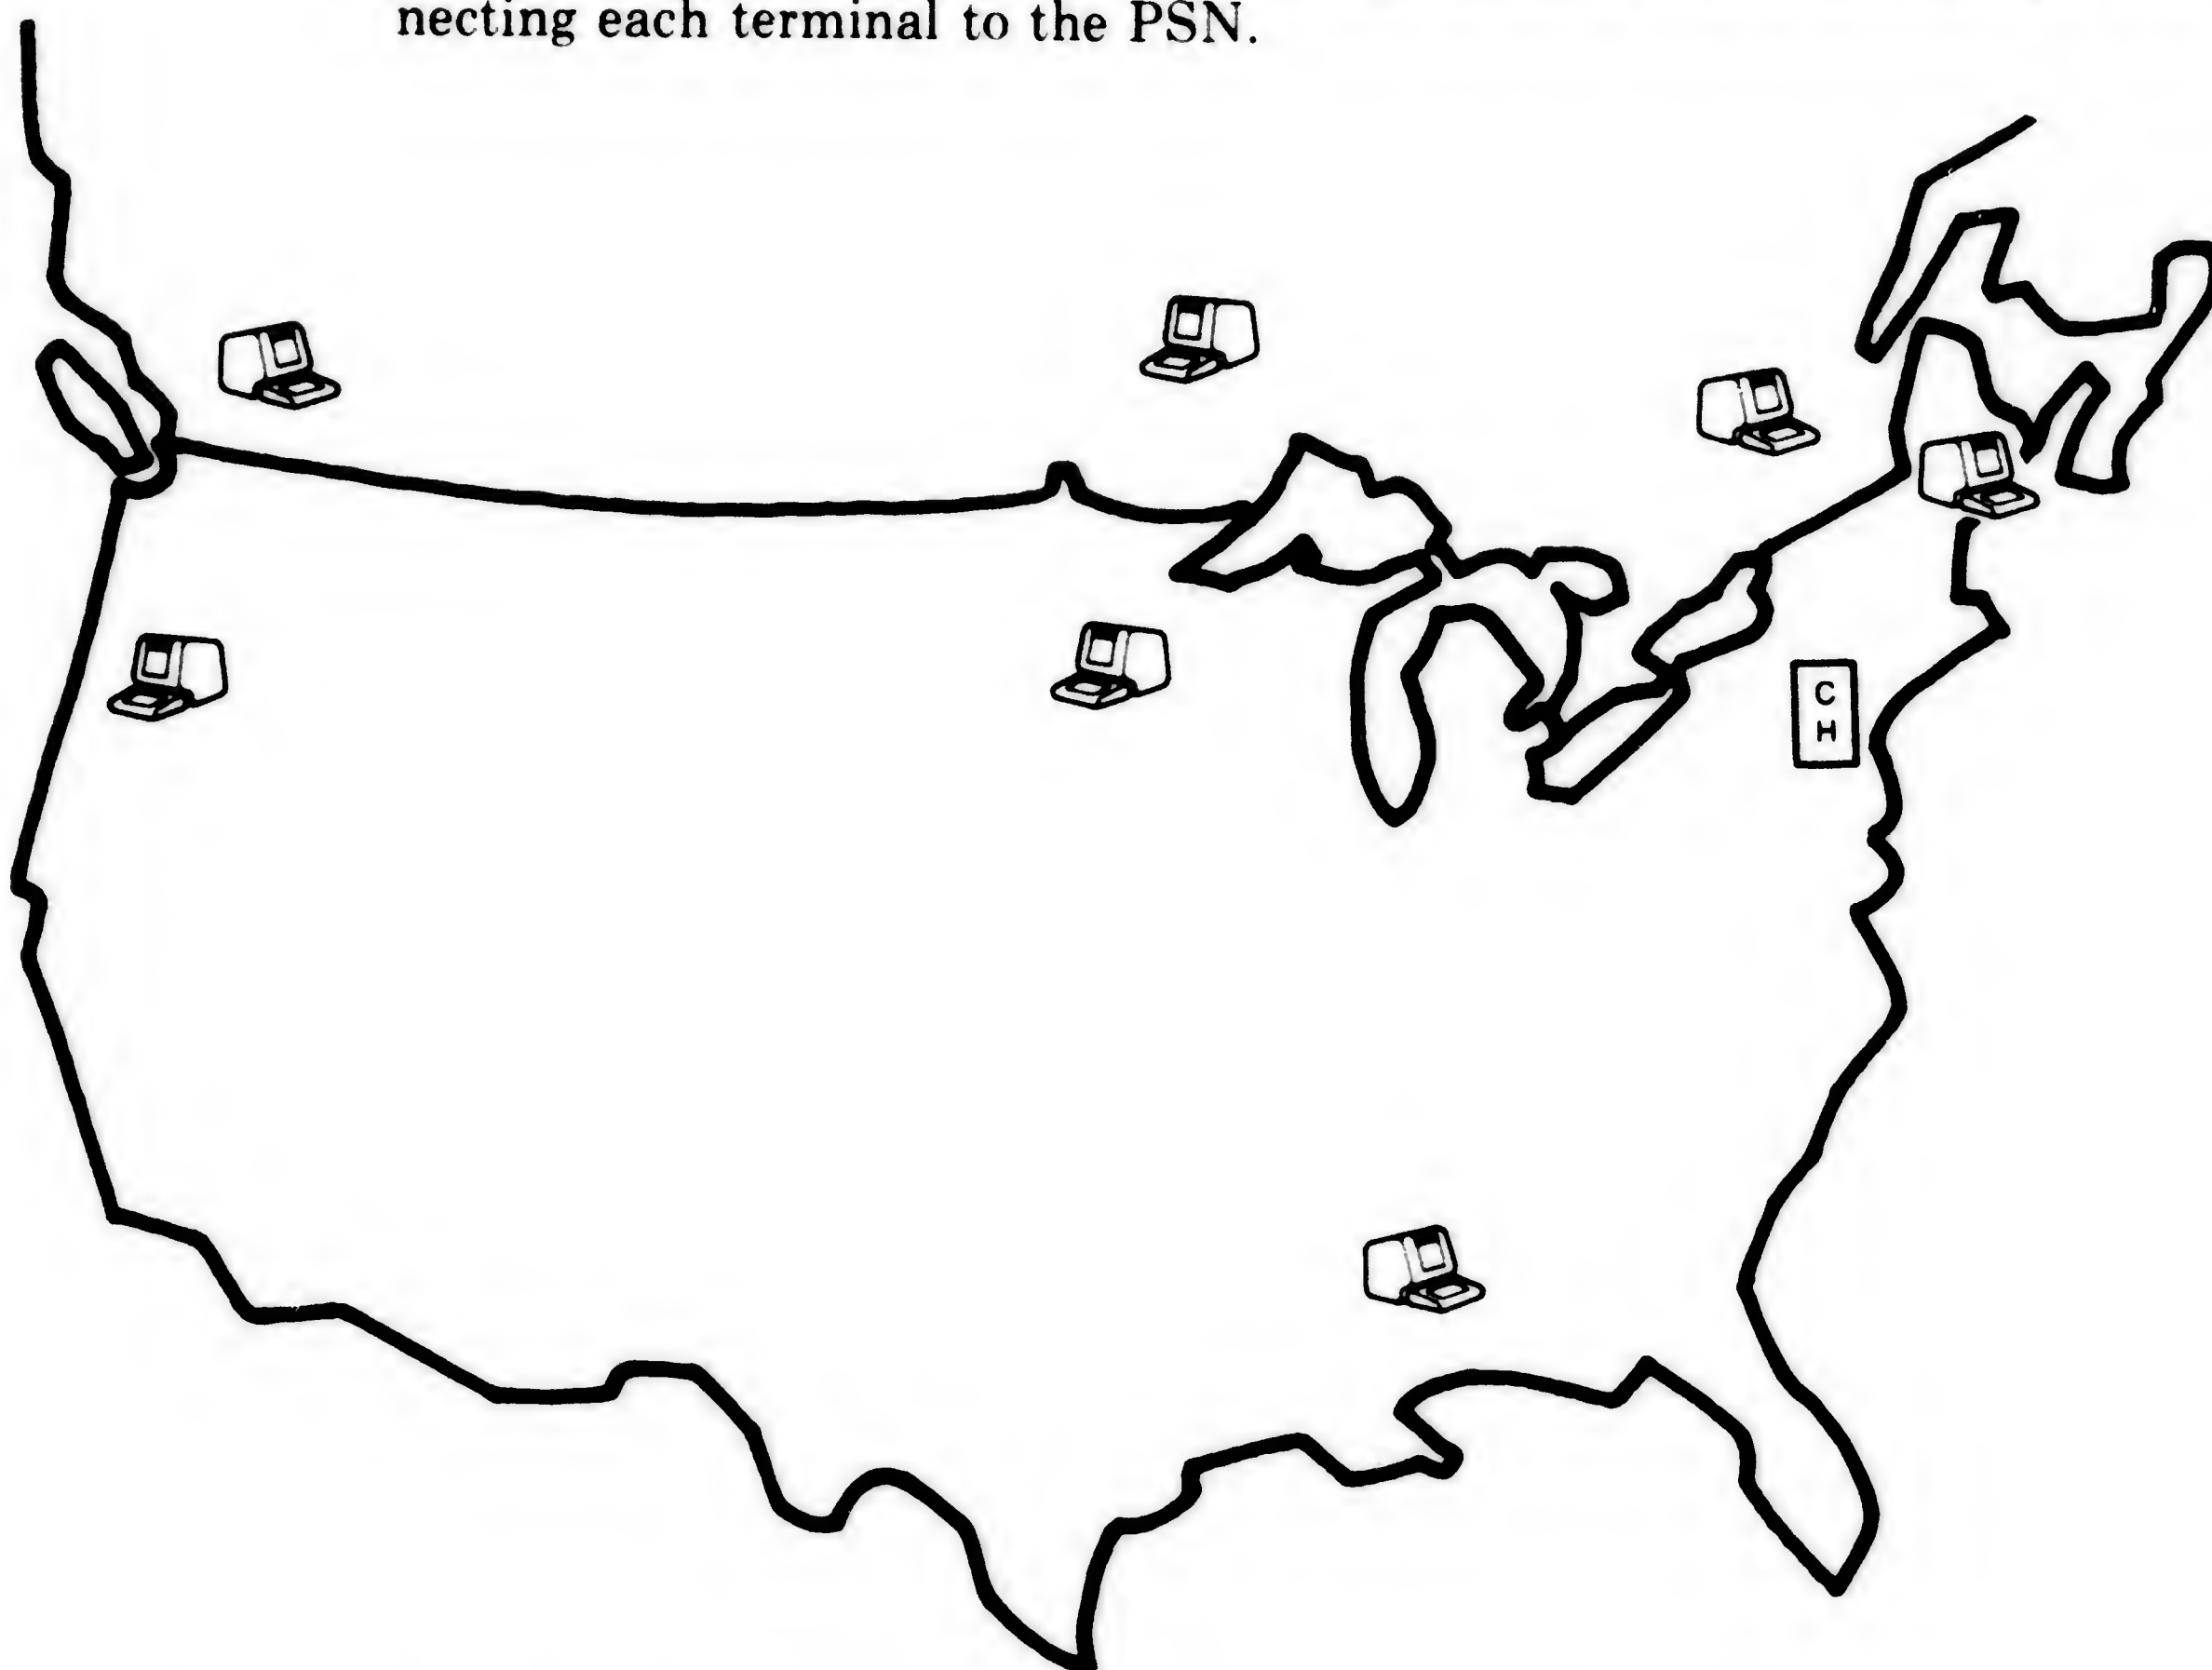 necting each terminal to the PSN.
C
H